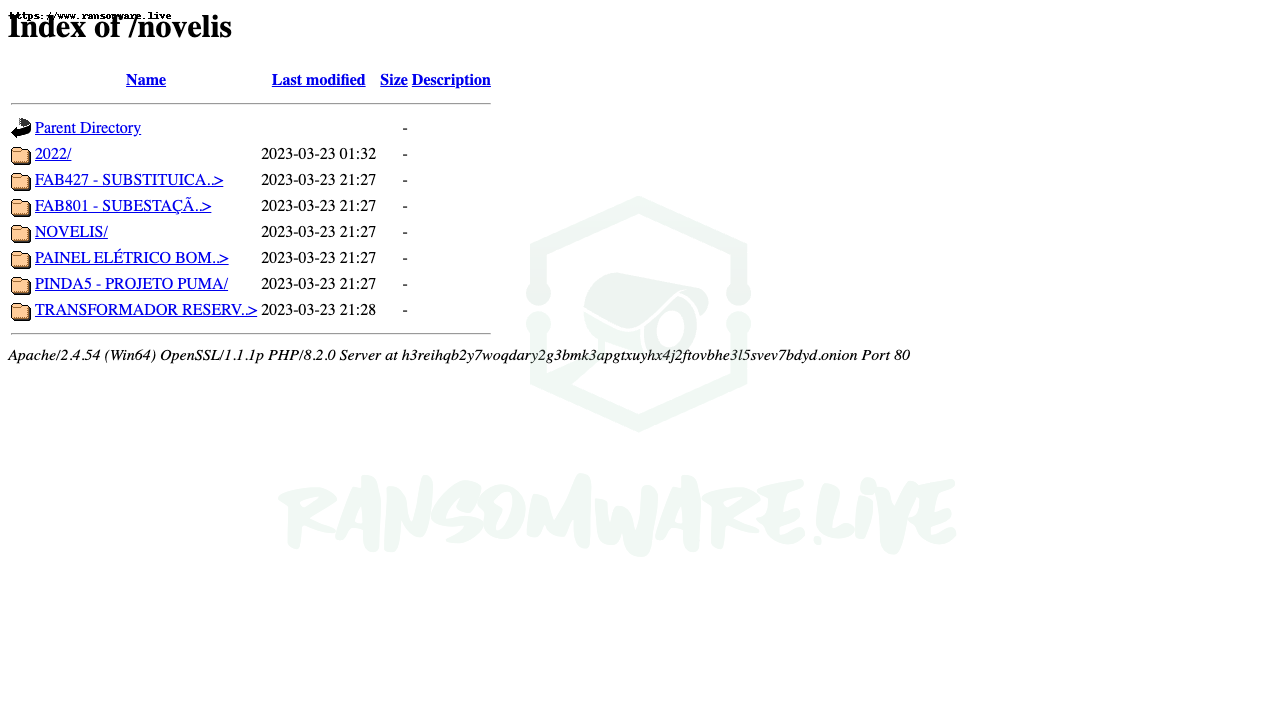 https://www.ransomware.live
Index of /novelis
Name Last modified Size Description
Parent Directory -
2022/ 2023-03-23 01:32 -
FAB427 - SUBSTITUICA..> 2023-03-23 21:27 -
FAB801 - SUBESTAÇÃ..> 2023-03-23 21:27 -
NOVELIS/ 2023-03-23 21:27 -
PAINEL ELÉTRICO BOM..> 2023-03-23 21:27 -
PINDA5 - PROJETO PUMA/ 2023-03-23 21:27 -
TRANSFORMADOR RESERV..> 2023-03-23 21:28 -
Apache/2.4.54 (Win64) OpenSSL/1.1.1p PHP/8.2.0 Server at h3reihqb2y7woqdary2g3bmk3apgtxuyhx4j2ftovbhe3l5svev7bdyd.onion Port 80
RANSOMWARE.LIVE